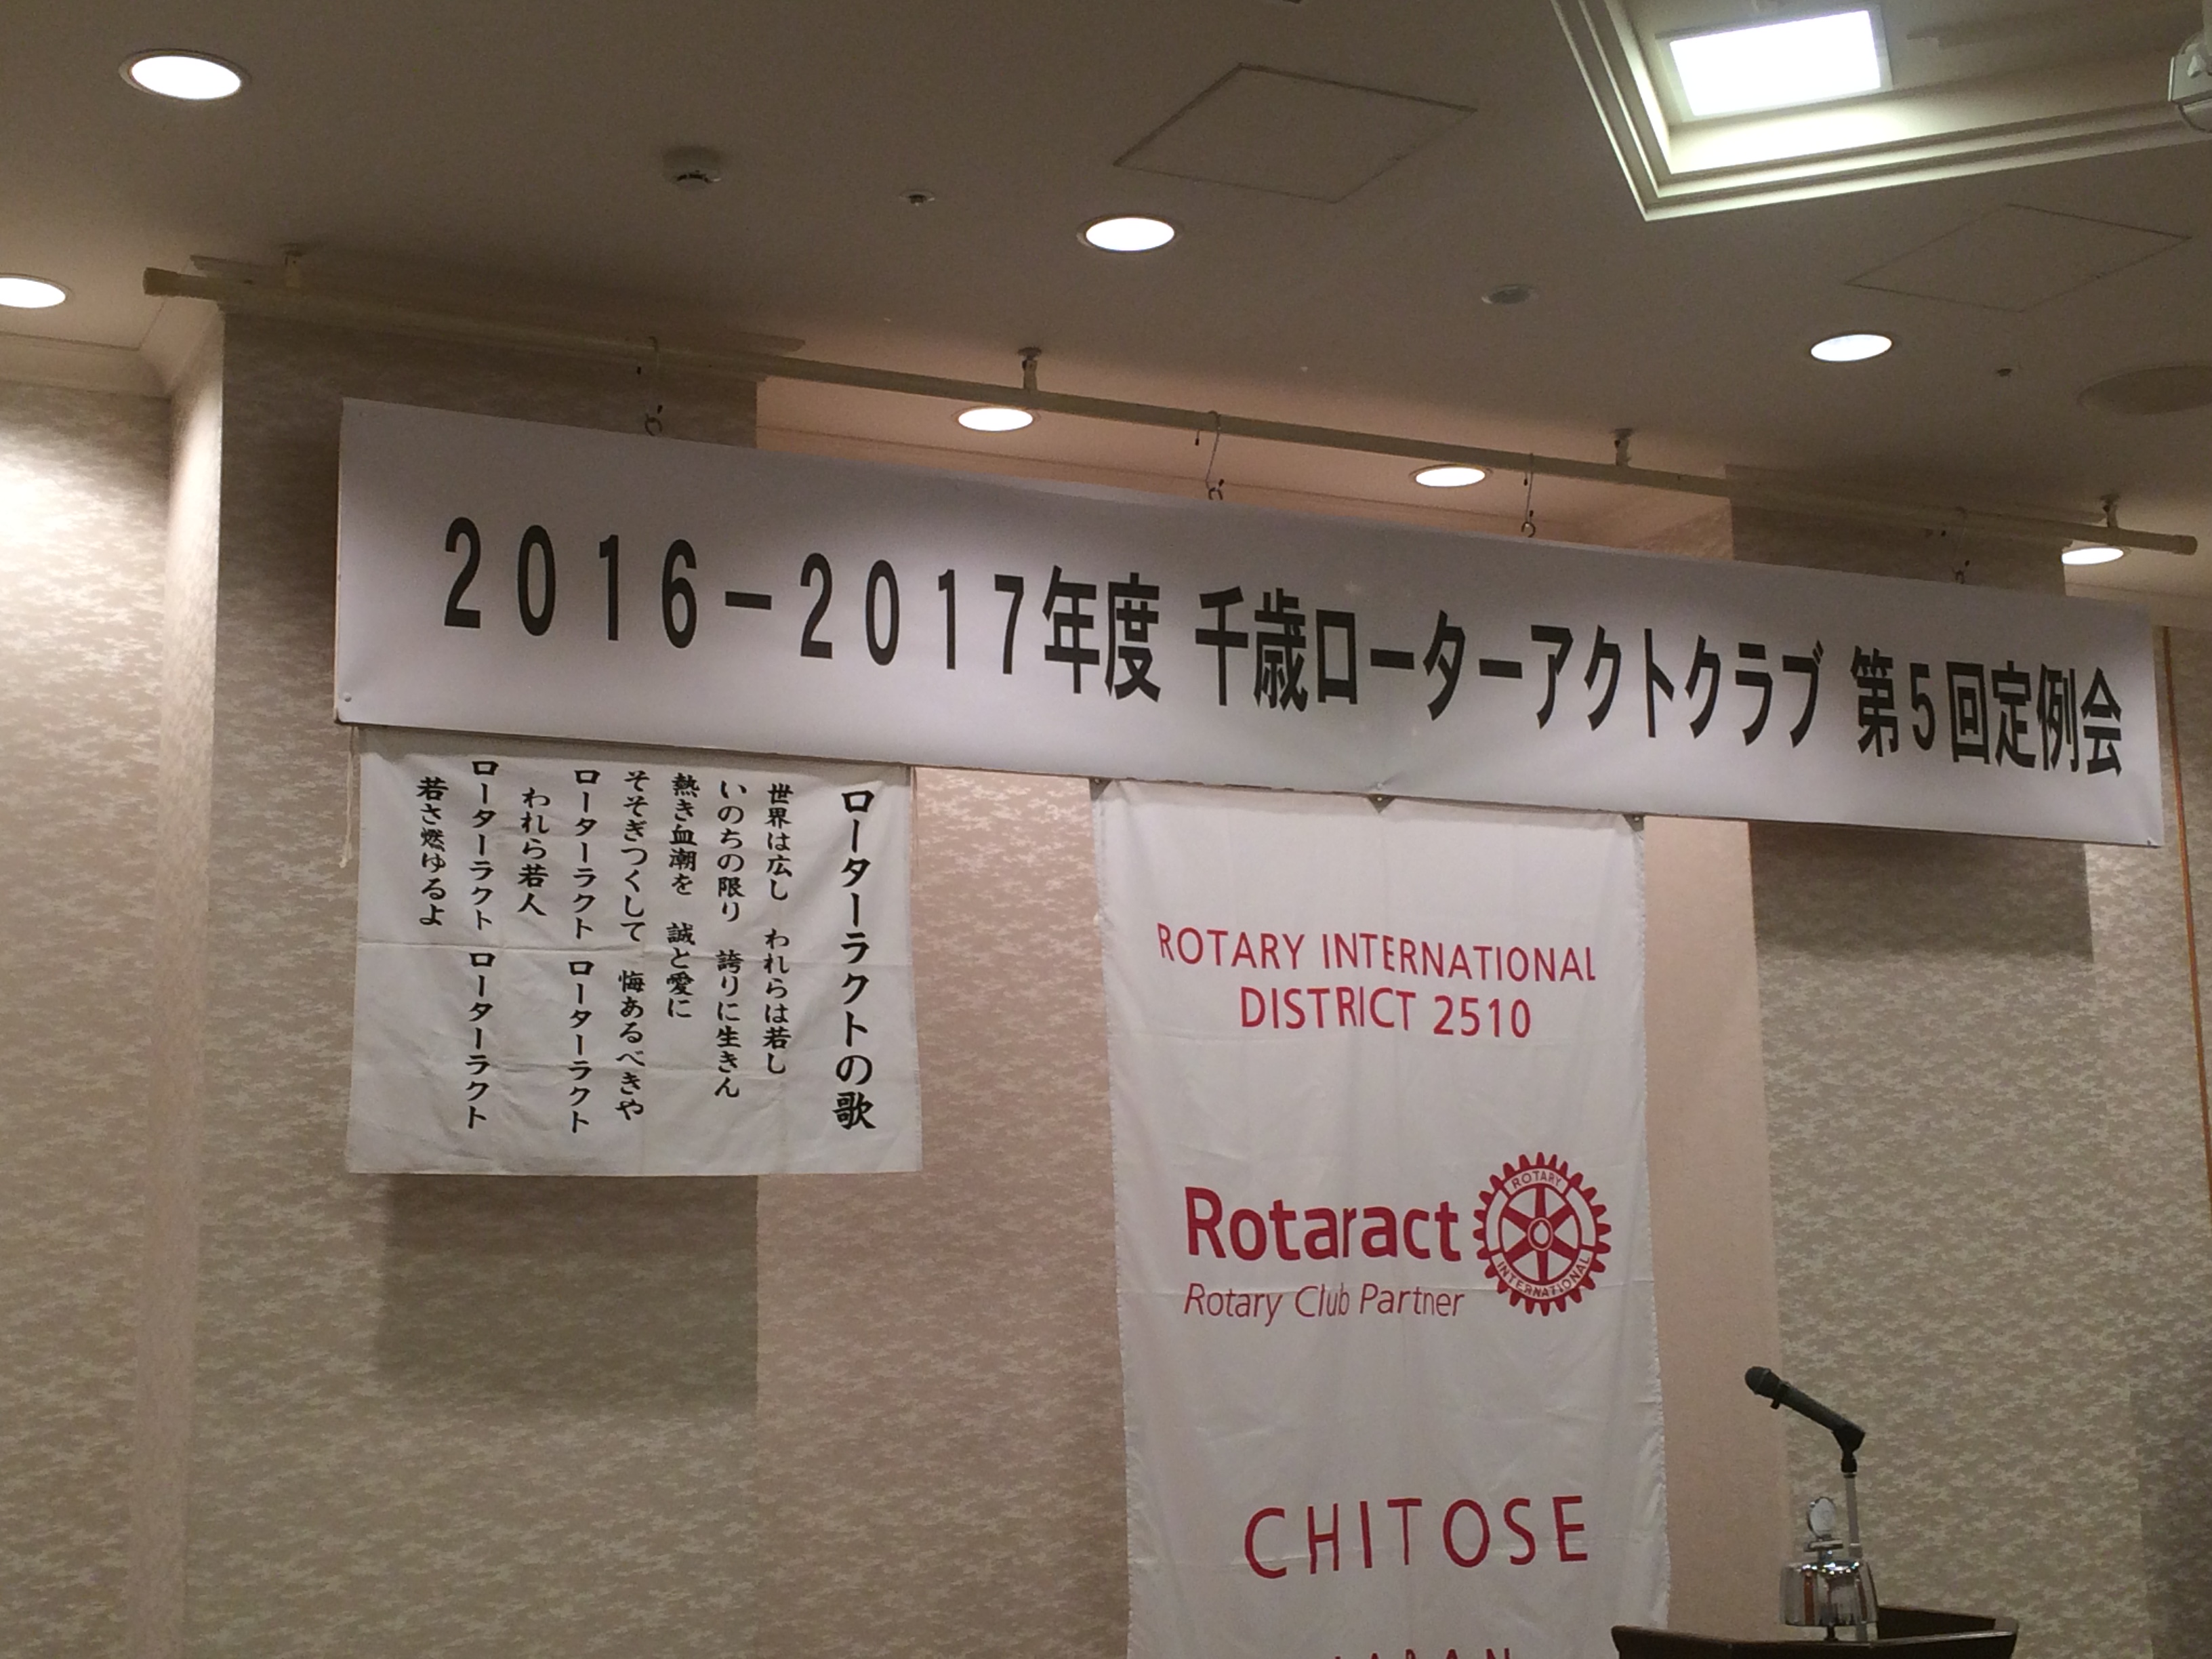 2016-2017年度 千歳ローターアクトクラブ 第5回定例会
ローターラクトの歌
世界は広し われらは若し
いのちの限り 誇りに生きん
熱き血潮を 誠と愛に
そそぎつくして 悔あるべきや
ローターラクト ローターラクト
われら若人
ローターラクト ローターラクト
若さ燃ゆるよ
ROTARY INTERNATIONAL
DISTRICT 2510
Rotaract
Rotary Club Partner
ROTARY
INTERNATIONAL
CHITOSE
JAPAN